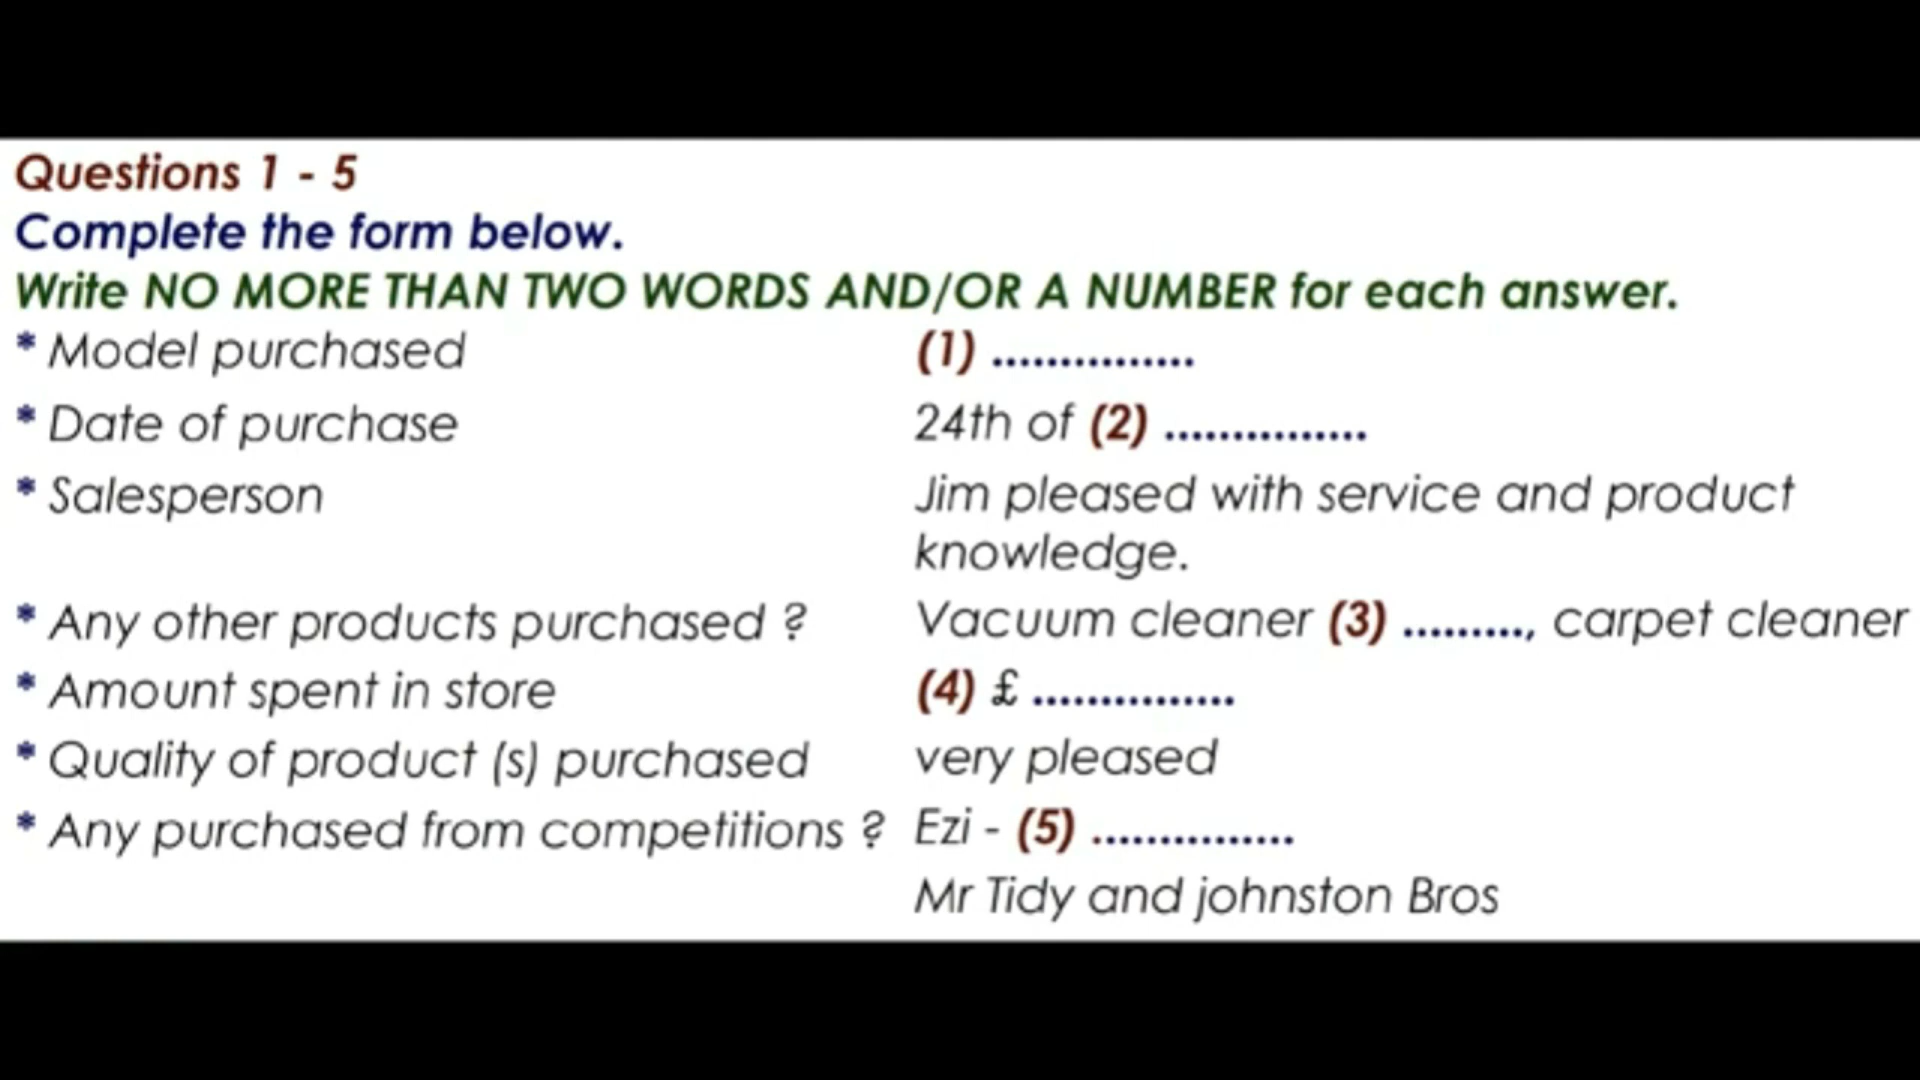 Questions 1 - 5
Complete the form below.
Write NO MORE THAN TWO WORDS AND/OR A NUMBER for each answer.
* Model purchased (1) ...............
* Date of purchase 24th of (2) ...............
* Salesperson Jim pleased with service and product
knowledge.
* Any other products purchased ? Vacuum cleaner (3) ........., carpet cleaner
* Amount spent in store (4) £ ...............
* Quality of product (s) purchased very pleased
* Any purchased from competitions ? Ezi - (5) ...............
Mr Tidy and johnston Bros